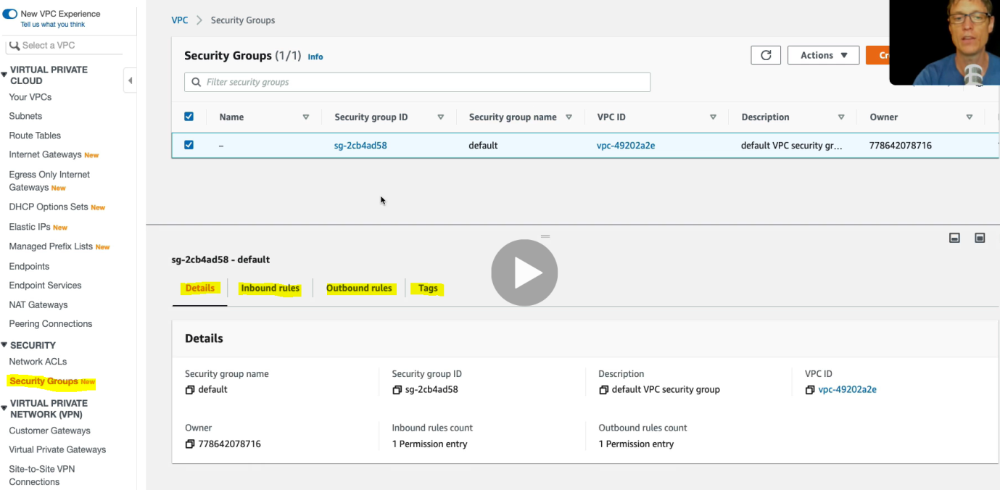 New VPC Experience
Tell us what you think
Select a VPC
VIRTUAL PRIVATE
CLOUD
Your VPCs
Subnets
Route Tables
Internet Gateways New
Egress Only Internet
Gateways New
DHCP Options Sets New
Elastic IPs New
Managed Prefix Lists New
Endpoints
Endpoint Services
NAT Gateways
Peering Connections
SECURITY
Network ACLs
Security Groups New
VIRTUAL PRIVATE
NETWORK (VPN)
Customer Gateways
Virtual Private Gateways
Site-to-Site VPN
Connections
VPC > Security Groups
Security Groups (1/1) Info
Actions
Filter security groups
Name Security group ID Security group name VPC ID Description Owner
– sg-2cb4ad58 default vpc-49202a2e default VPC security gr... 778642078716
sg-2cb4ad58 - default
Details Inbound rules Outbound rules Tags
Details
Security group name Security group ID Description VPC ID
default sg-2cb4ad58 default VPC security group vpc-49202a2e
Owner Inbound rules count Outbound rules count
778642078716 1 Permission entry 1 Permission entry